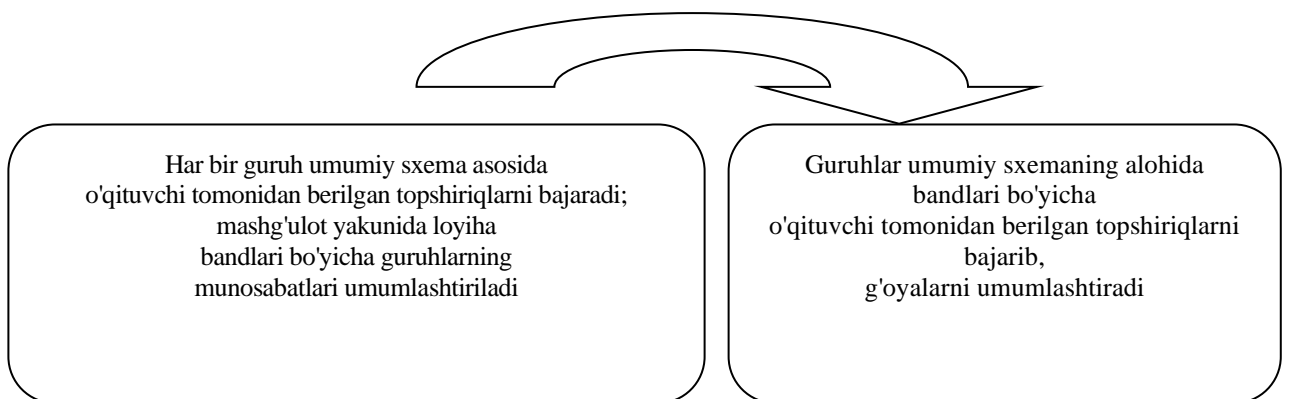 Har bir guruh umumiy sxema asosida
o'qituvchi tomonidan berilgan topshiriqlarni bajaradi;
mashg'ulot yakunida loyiha
bandlari bo'yicha guruhlarning
munosabatlari umumlashtiriladi
Guruhlar umumiy sxemaning alohida
bandlari bo'yicha
o'qituvchi tomonidan berilgan topshiriqlarni
bajarib,
g'oyalarni umumlashtiradi